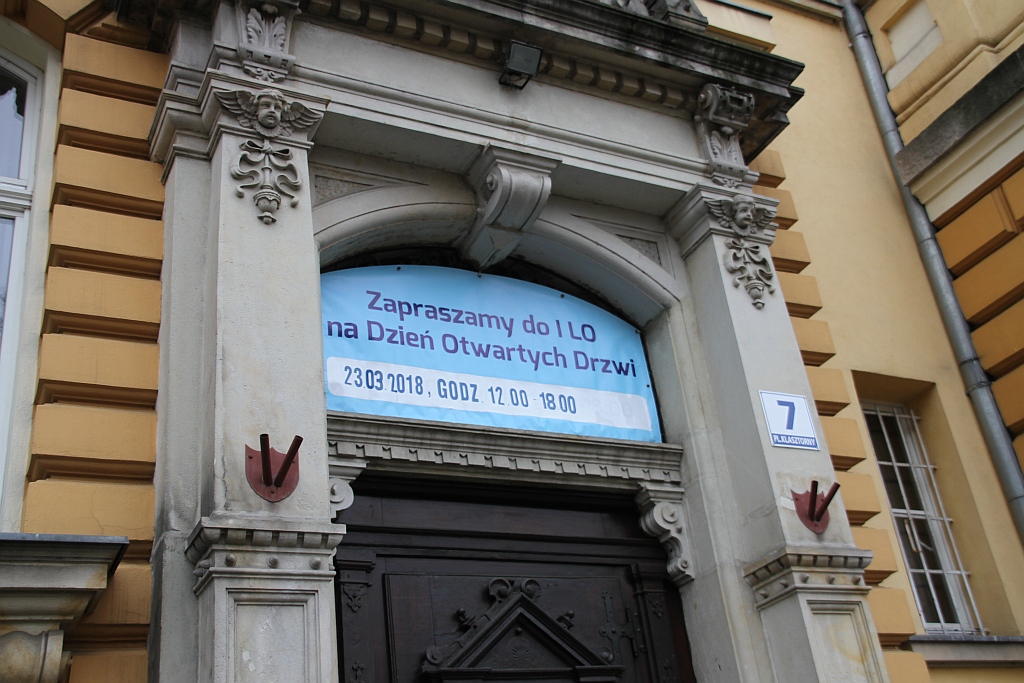 Zapraszamy do I LO
na Dzień Otwartych Drzwi
23.03.2018, GODZ. 12.00 - 18.00
7
PL.KLASZTORNY